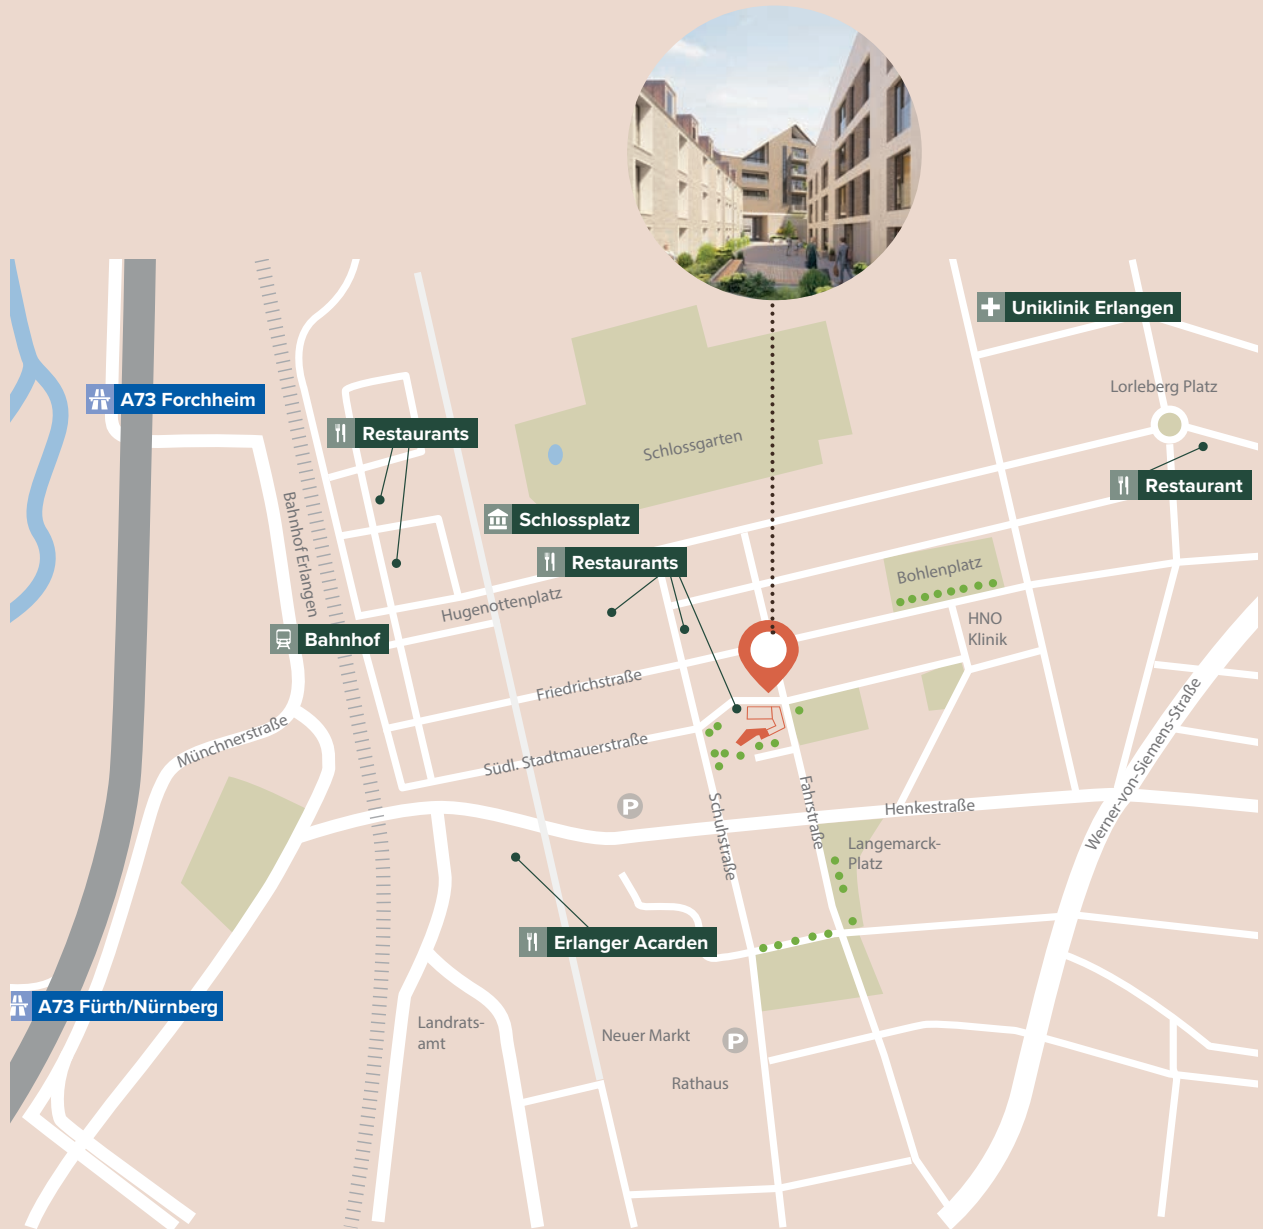 Uniklinik Erlangen
Lorleberg Platz
A73 Forchheim
Restaurants
Schlossgarten
Restaurant
Bahnhof Erlangen
Schlossplatz
Restaurants
Bohlenplatz
Hugenottenplatz
HNO
Klinik
Bahnhof
Friedrichstraße
Münchnerstraße
Südl. Stadtmauerstraße
Werner-von-Siemens-Straße
P
Schuhstraße
Fahrstraße
Henkestraße
Langemarck-
Platz
Erlanger Acarden
A73 Fürth/Nürnberg
Landrats-
amt
Neuer Markt
P
Rathaus